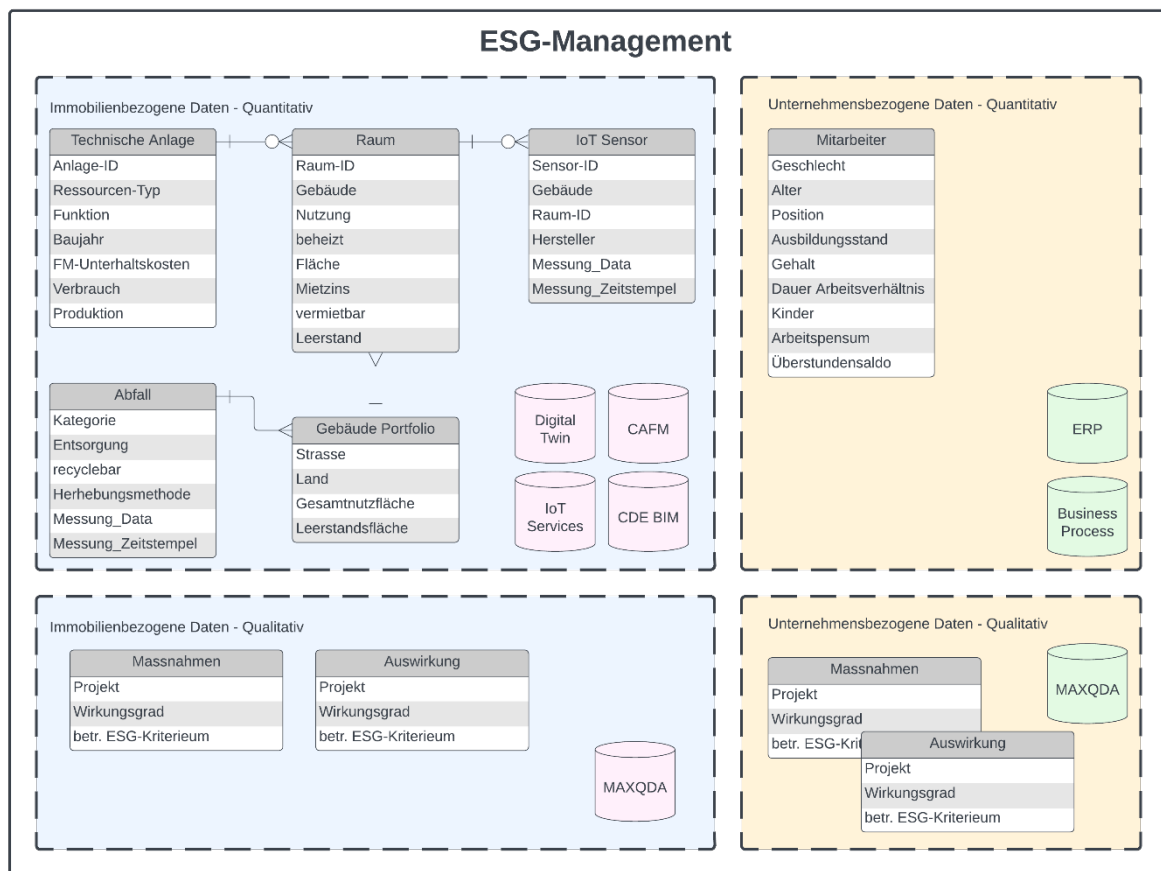 ESG-Management
Immobilienbezogene Daten - Quantitativ
Technische Anlage
Anlage-ID
Ressourcen-Typ
Funktion
Baujahr
FM-Unterhaltskosten
Verbrauch
Produktion
Raum
Raum-ID
Gebäude
Nutzung
beheizt
Fläche
Mietzins
vermietbar
Leerstand
IoT Sensor
Sensor-ID
Gebäude
Raum-ID
Hersteller
Messung_Data
Messung_Zeitstempel
Abfall
Kategorie
Entsorgung
recyclebar
Herhebungsmethode
Messung_Data
Messung_Zeitstempel
Gebäude Portfolio
Strasse
Land
Gesamtnutzfläche
Leerstandsfläche
Digital
Twin
CAFM
IoT
Services
CDE BIM
Unternehmensbezogene Daten - Quantitativ
Mitarbeiter
Geschlecht
Alter
Position
Ausbildungsstand
Gehalt
Dauer Arbeitsverhältnis
Kinder
Arbeitspensum
Überstundensaldo
ERP
Business
Process
Immobilienbezogene Daten - Qualitativ
Massnahmen
Projekt
Wirkungsgrad
betr. ESG-Kriterieum
Auswirkung
Projekt
Wirkungsgrad
betr. ESG-Kriterieum
MAXQDA
Unternehmensbezogene Daten - Qualitativ
Massnahmen
Projekt
Wirkungsgrad
betr. ESG-Krit
Auswirkung
Projekt
Wirkungsgrad
betr. ESG-Kriterieum
MAXQDA